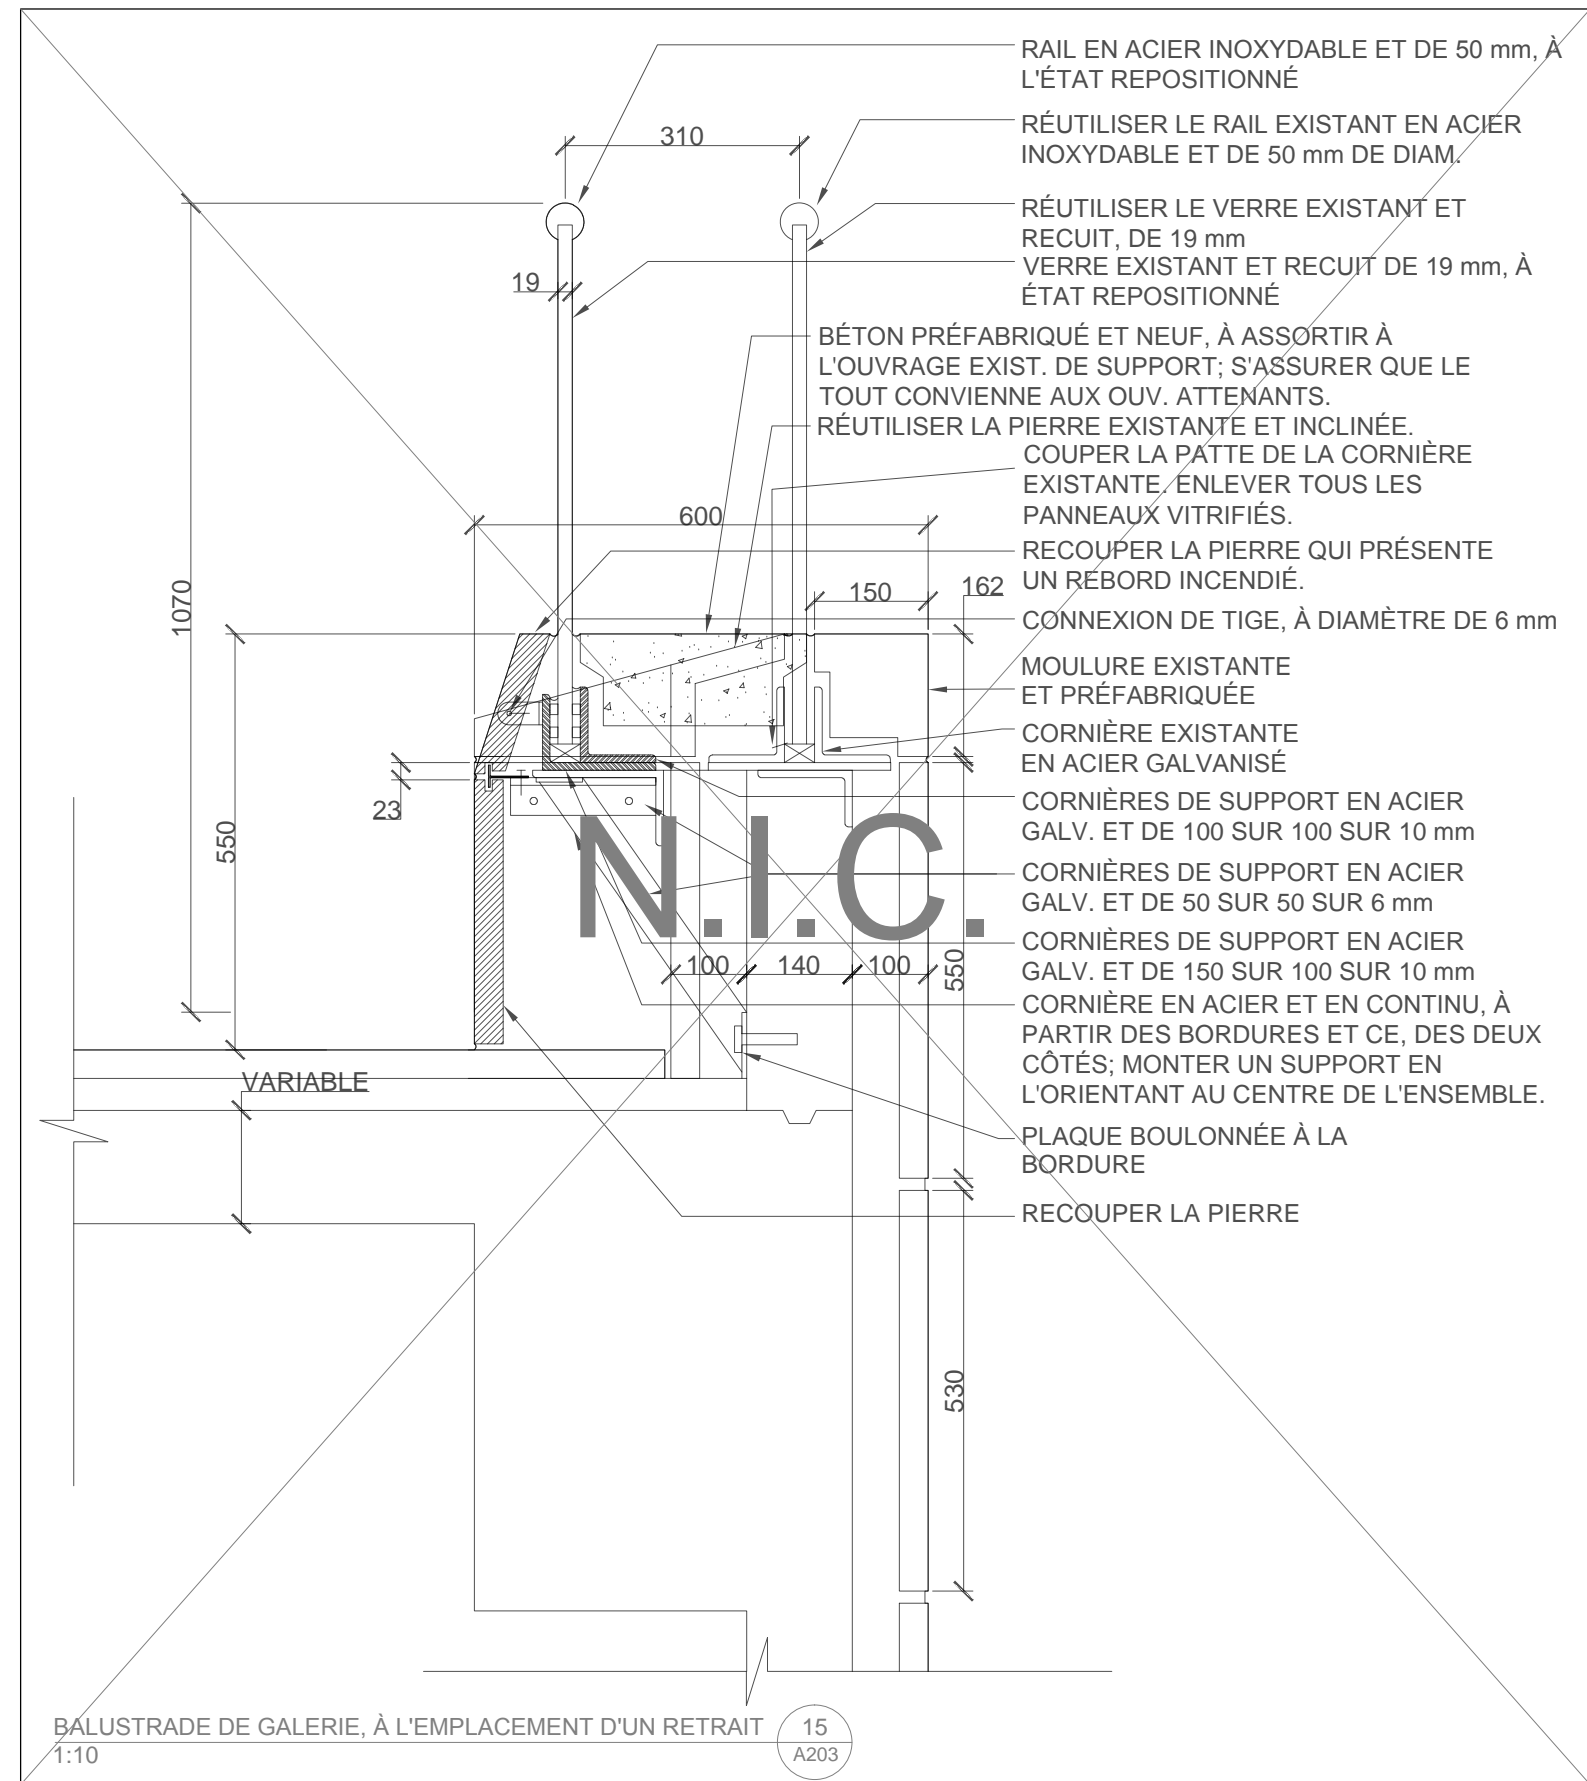 RAIL EN ACIER INOXYDABLE ET DE 50 mm, À
L'ÉTAT REPOSITIONNÉ
310
RÉUTILISER LE RAIL EXISTANT EN ACIER
INOXYDABLE ET DE 50 mm DE DIAM.
RÉUTILISER LE VERRE EXISTANT ET
RECUIT, DE 19 mm
VERRE EXISTANT ET RECUIT DE 19 mm, À
ÉTAT REPOSITIONNÉ
19
BÉTON PRÉFABRIQUÉ ET NEUF, À ASSORTIR À
L'OUVRAGE EXIST. DE SUPPORT; S'ASSURER QUE LE
TOUT CONVIENNE AUX OUV. ATTENANTS.
RÉUTILISER LA PIERRE EXISTANTE ET INCLINÉE.
COUPER LA PATTE DE LA CORNIÈRE
EXISTANTE. ENLEVER TOUS LES
PANNEAUX VITRIFIÉS.
600
RECOUPER LA PIERRE QUI PRÉSENTE
UN REBORD INCENDIÉ.
1070
150
162
CONNEXION DE TIGE, À DIAMÈTRE DE 6 mm
MOULURE EXISTANTE
ET PRÉFABRIQUÉE
CORNIÈRE EXISTANTE
EN ACIER GALVANISÉ
23
550
CORNIÈRES DE SUPPORT EN ACIER
GALV. ET DE 100 SUR 100 SUR 10 mm
N.I.C.
CORNIÈRES DE SUPPORT EN ACIER
GALV. ET DE 50 SUR 50 SUR 6 mm
CORNIÈRES DE SUPPORT EN ACIER
GALV. ET DE 150 SUR 100 SUR 10 mm
100
140
100
550
CORNIÈRE EN ACIER ET EN CONTINU, À
PARTIR DES BORDURES ET CE, DES DEUX
CÔTÉS; MONTER UN SUPPORT EN
L'ORIENTANT AU CENTRE DE L'ENSEMBLE.
VARIABLE
PLAQUE BOULONNÉE À LA
BORDURE
RECOUPER LA PIERRE
530
BALUSTRADE DE GALERIE, À L'EMPLACEMENT D'UN RETRAIT
1:10
15
A203